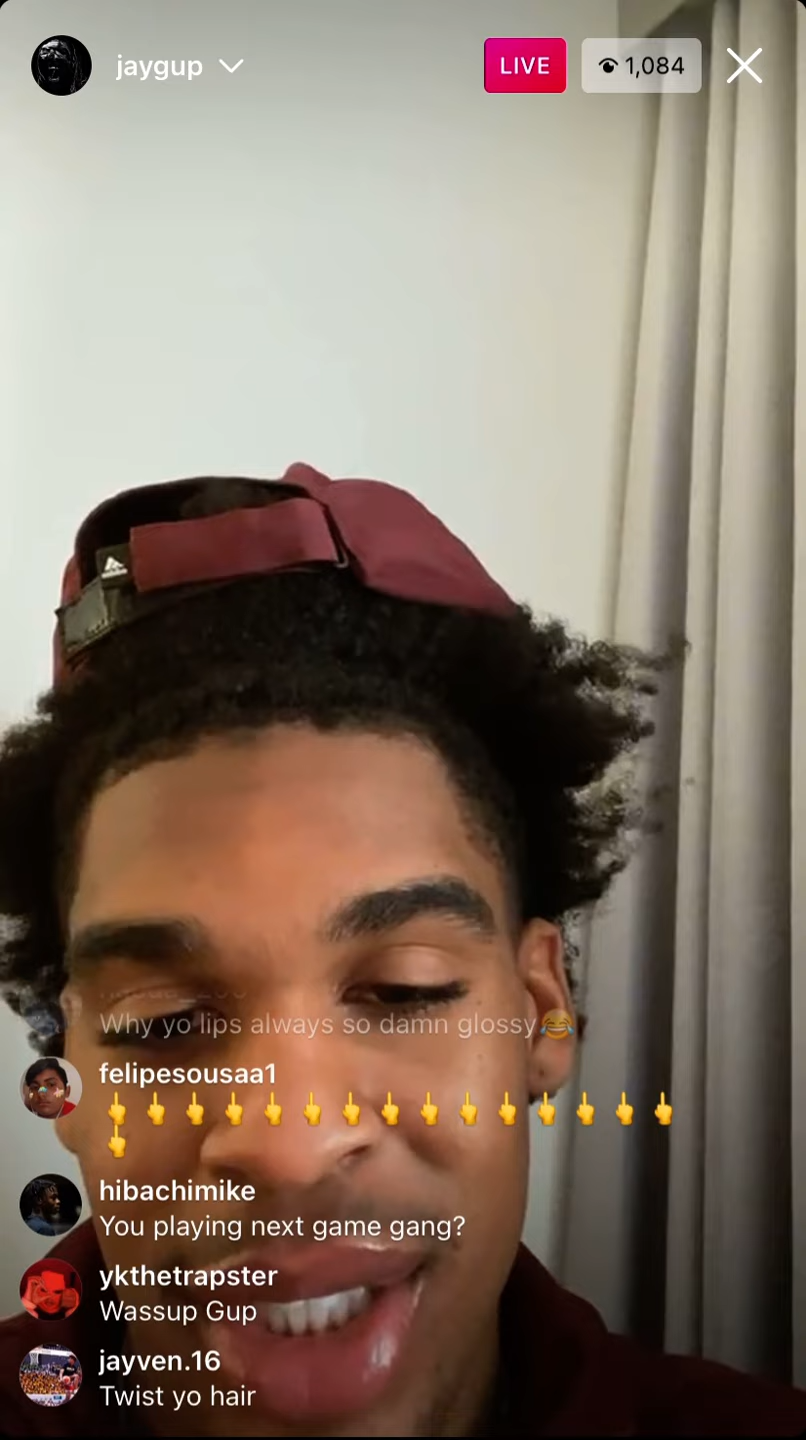 jaygup
LIVE
1,084
Why yo lips always so damn glossy😂
felipesousaa1
👆👆👆👆👆👆👆👆👆👆👆👆👆👆👆
👆
hibachimike
You playing next game gang?
ykthetrapster
Wassup Gup
jayven.16
Twist yo hair